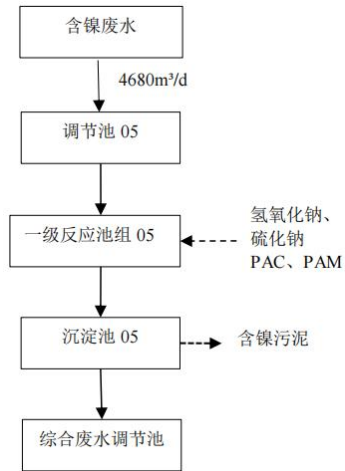 含镍废水
4680m³/d
调节池 05
一级反应池组 05
氢氧化钠、
硫化钠
PAC、PAM
沉淀池 05
含镍污泥
综合废水调节池